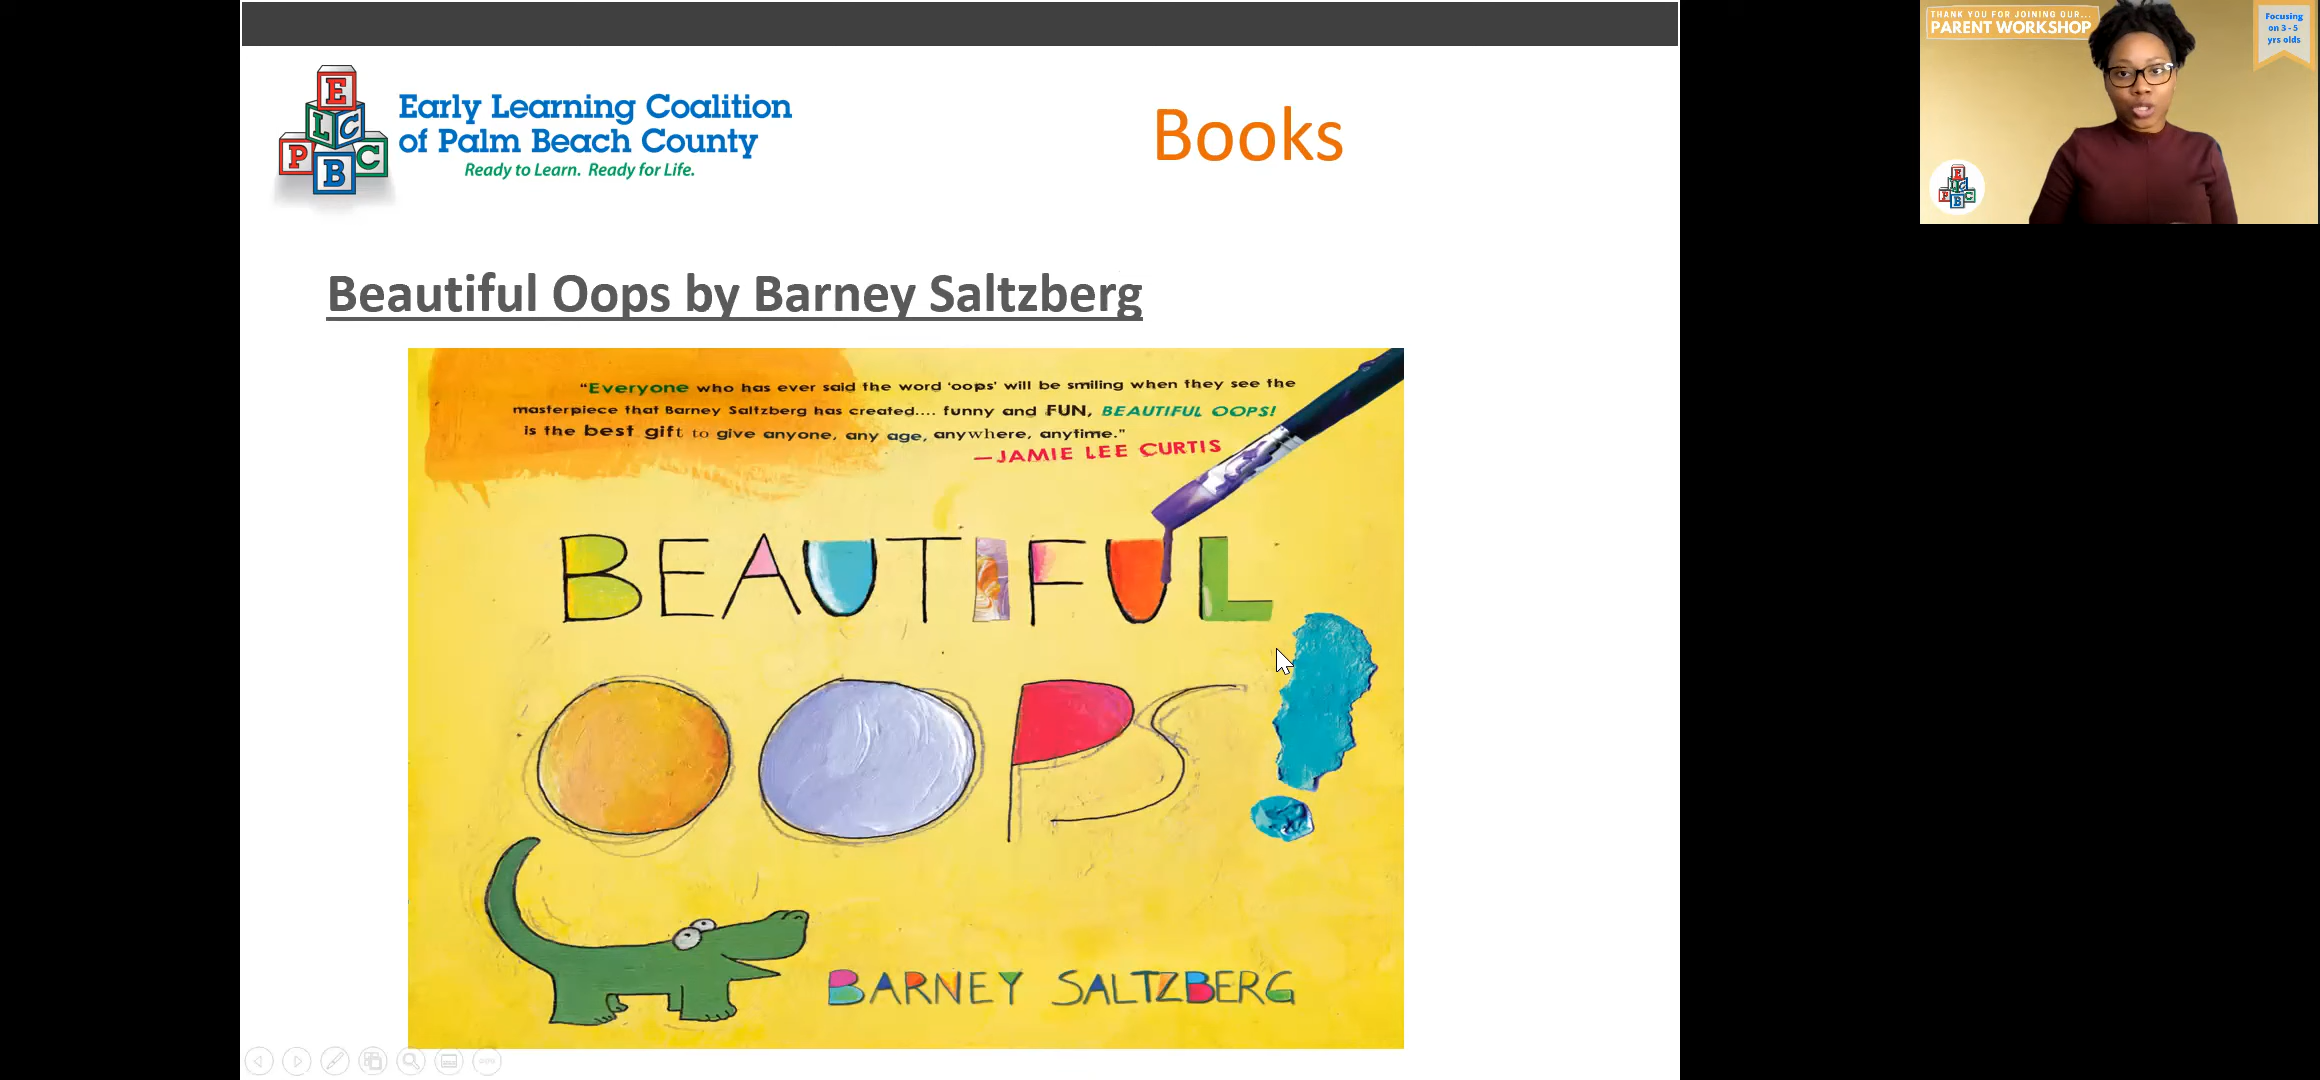 E
L C
P B C
Early Learning Coalition
of Palm Beach County
Ready to Learn. Ready for Life.
Books
Beautiful Oops by Barney Saltzberg
"Everyone who has ever said the word 'oops' will be smiling when they see the
masterpiece that Barney Saltzberg has created.... funny and FUN, BEAUTIFUL OOPS!
is the best gift to give anyone, any age, anywhere, anytime."
—JAMIE LEE CURTIS
BEAUTIFUL
OOPS!
BARNEY SALTZBERG
THANK YOU FOR JOINING OUR...
PARENT WORKSHOP
Focusing
on 3 - 5
yrs olds
E
L C
P B C